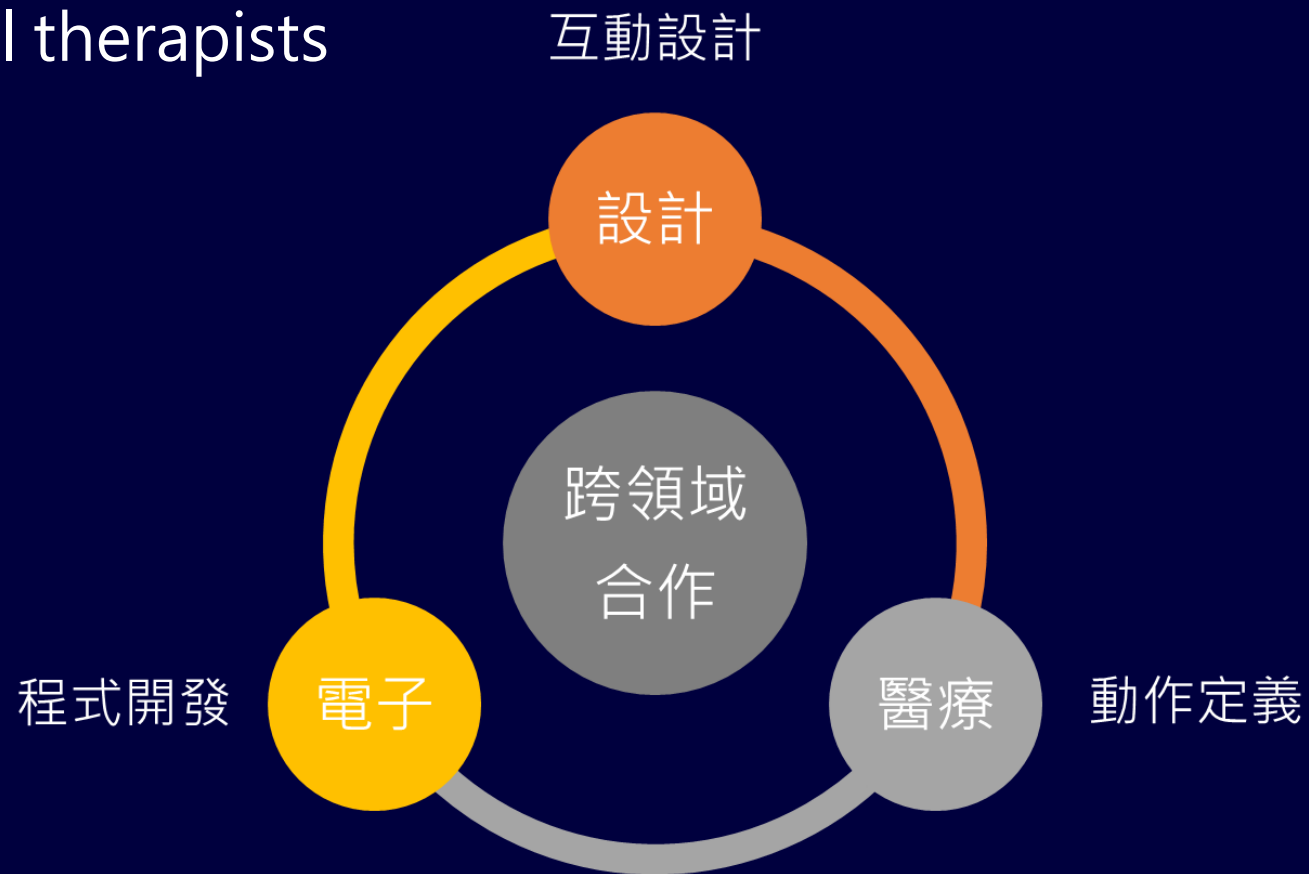 l therapists
互動設計
設計
跨領域
合作
程式開發
電子
醫療
動作定義